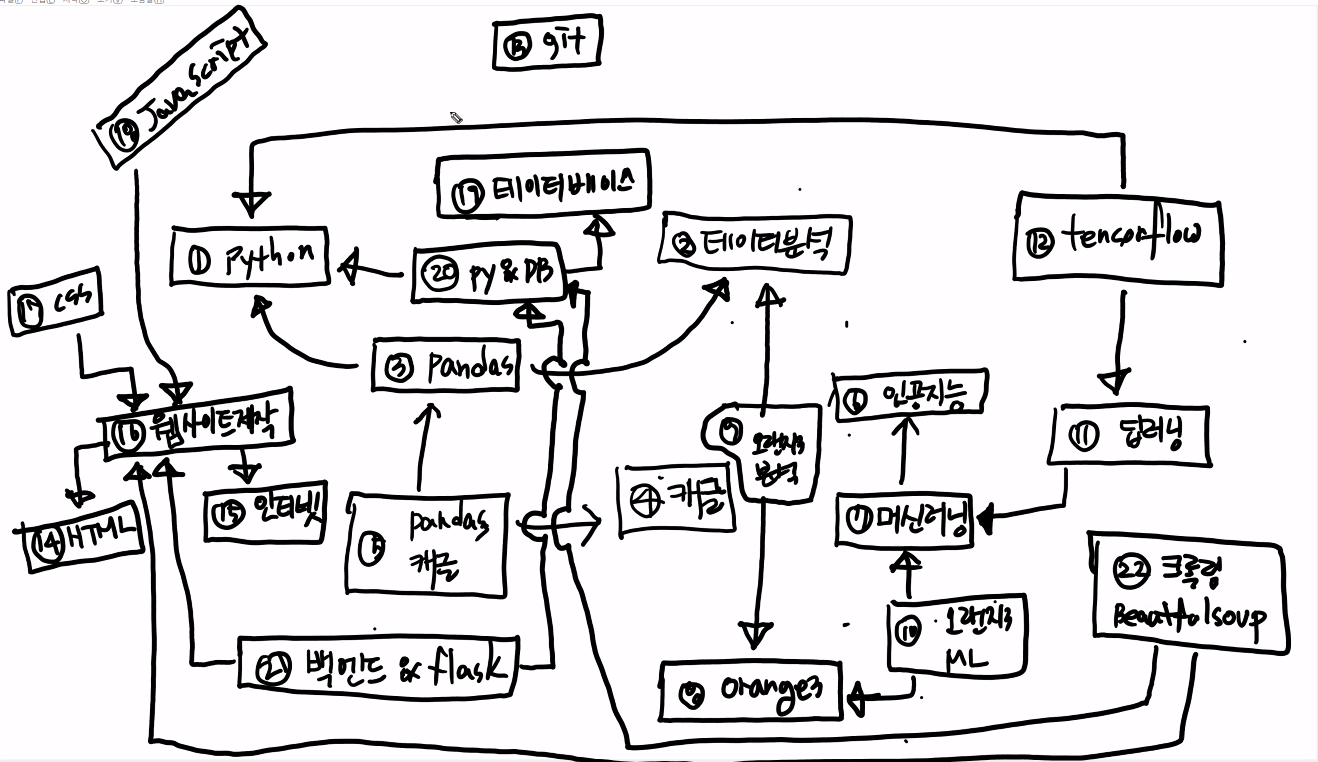 ⑬ git
⑲ Javascript
⑰ 데이터베이스
① Python
⑳ PY & DB
② 데이터분석
⑫ tensorflow
css
③ Pandas
⑥ 인공지능
⑯ 웹사이트제작
⑨ 오렌지3
분석
⑪ 딥러닝
⑮ 인터넷
④ 캐글
⑦ 머신러닝
⑭ HTML
⑤ pandas
캐글
㉒ 크롤링
Beautfolsoup
⑩ 오렌지3
ML
㉑ 백엔드 & flask
⑧ orange3